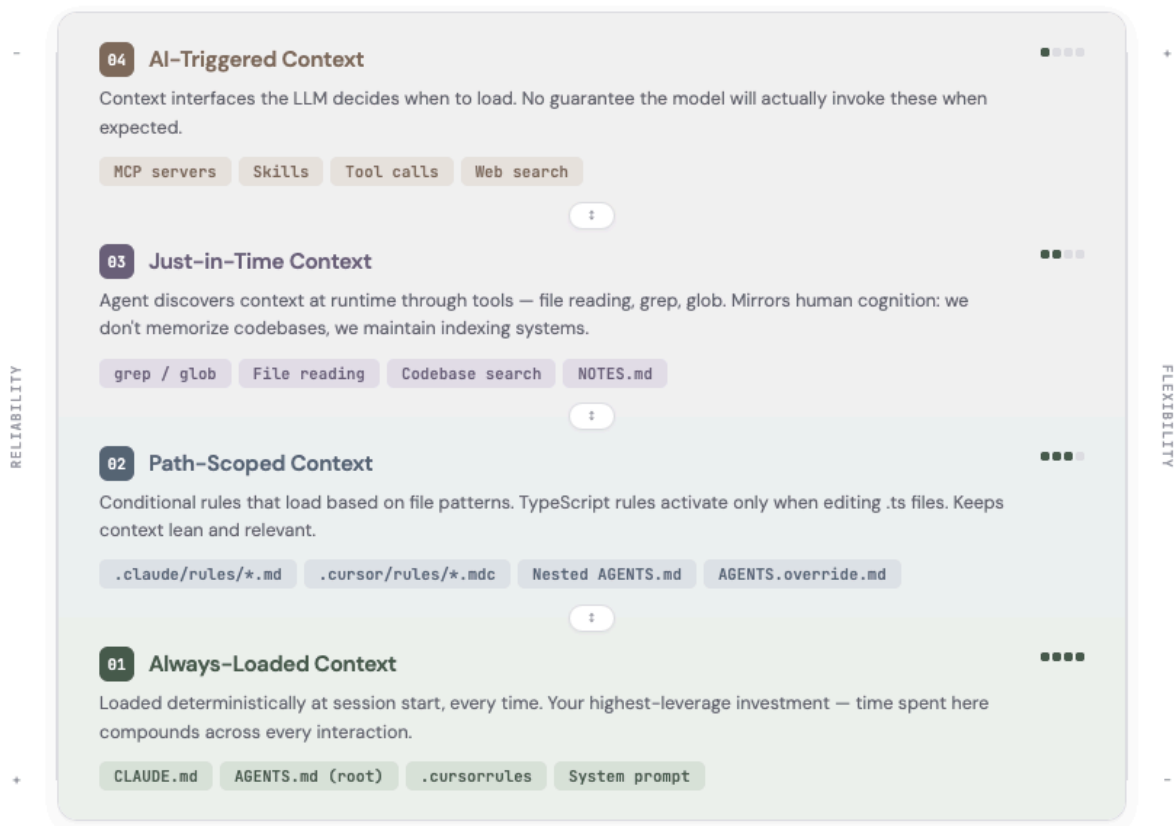 04 AI-Triggered Context
Context interfaces the LLM decides when to load. No guarantee the model will actually invoke these when
expected.
MCP servers Skills Tool calls Web search
03 Just-in-Time Context
Agent discovers context at runtime through tools — file reading, grep, glob. Mirrors human cognition: we
don't memorize codebases, we maintain indexing systems.
grep / glob File reading Codebase search NOTES.md
02 Path-Scoped Context
Conditional rules that load based on file patterns. TypeScript rules activate only when editing .ts files. Keeps
context lean and relevant.
.claude/rules/*.md .cursor/rules/*.mdc Nested AGENTS.md AGENTS.override.md
01 Always-Loaded Context
Loaded deterministically at session start, every time. Your highest-leverage investment — time spent here
compounds across every interaction.
CLAUDE.md AGENTS.md (root) .cursorrules System prompt
- RELIABILITY +
+ FLEXIBILITY -